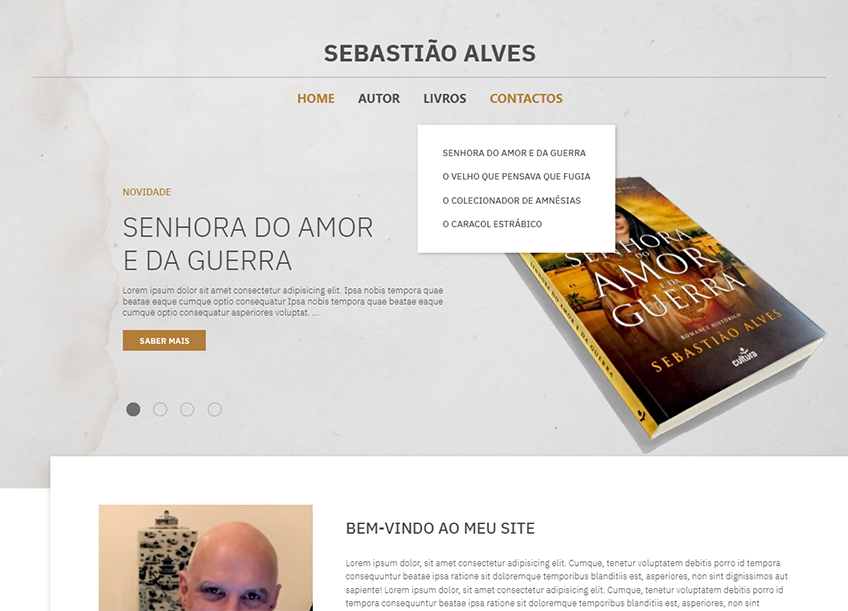 SEBASTIÃO ALVES
HOME AUTOR LIVROS CONTACTOS
SENHORA DO AMOR E DA GUERRA
O VELHO QUE PENSAVA QUE FUGIA
O COLECIONADOR DE AMNÉSIAS
O CARACOL ESTRÁBICO
NOVIDADE
SENHORA DO AMOR
E DA GUERRA
Lorem ipsum dolor sit amet consectetur adipisicing elit. Ipsa nobis tempora quae
beatae eaque cumque optio consequatur Ipsa nobis tempora quae beatae eaque
cumque optio consequatur asperiores voluptat. ...
SABER MAIS
SENHORA
DO
AMOR
E DA
GUERRA
ROMANCE HISTÓRICO
SEBASTIÃO ALVES
cultura
SENHORA DO AMOR E DA GUERRA
BEM-VINDO AO MEU SITE
Lorem ipsum dolor, sit amet consectetur adipisicing elit. Cumque, tenetur voluptatem debitis porro id tempora
consequuntur beatae ipsa ratione sit doloremque temporibus blanditiis est, asperiores, non sint dignissimos aut
sapiente! Lorem ipsum dolor, sit amet consectetur adipisicing elit. Cumque, tenetur voluptatem debitis porro id
tempora consequuntur beatae ipsa ratione sit doloremque temporibus blanditiis est, asperiores, non sint